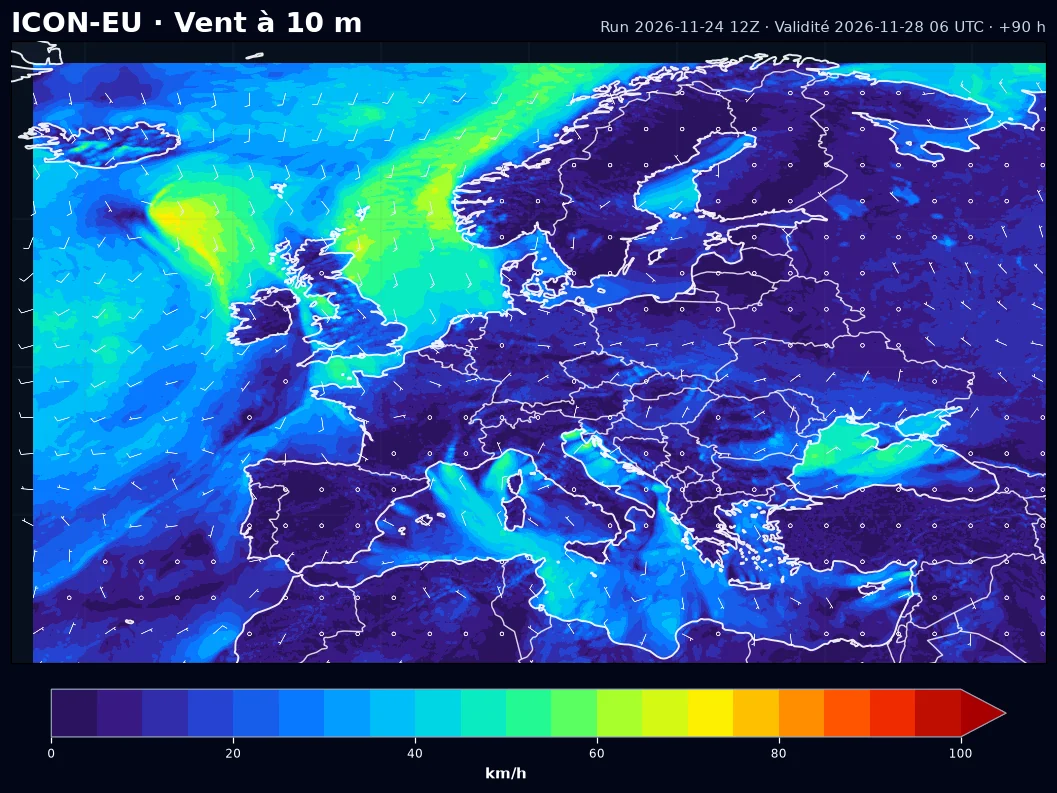 ICON-EU · Vent à 10 m
Run 2026-11-24 12Z · Validité 2026-11-28 06 UTC · +90 h
0 20 40 60 80 100
km/h